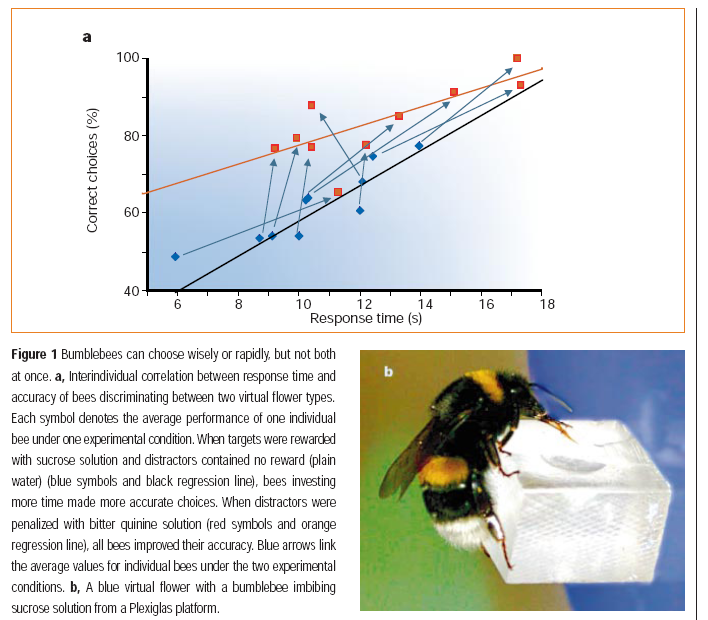 a
100
80
60
40
Correct choices (%)
6 8 10 12 14 16 18
Response time (s)
Figure 1 Bumblebees can choose wisely or rapidly, but not both
at once. a, Interindividual correlation between response time and
accuracy of bees discriminating between two virtual flower types.
Each symbol denotes the average performance of one individual
bee under one experimental condition. When targets were rewarded
with sucrose solution and distractors contained no reward (plain
water) (blue symbols and black regression line), bees investing
more time made more accurate choices. When distractors were
penalized with bitter quinine solution (red symbols and orange
regression line), all bees improved their accuracy. Blue arrows link
the average values for individual bees under the two experimental
conditions. b, A blue virtual flower with a bumblebee imbibing
sucrose solution from a Plexiglas platform.
b